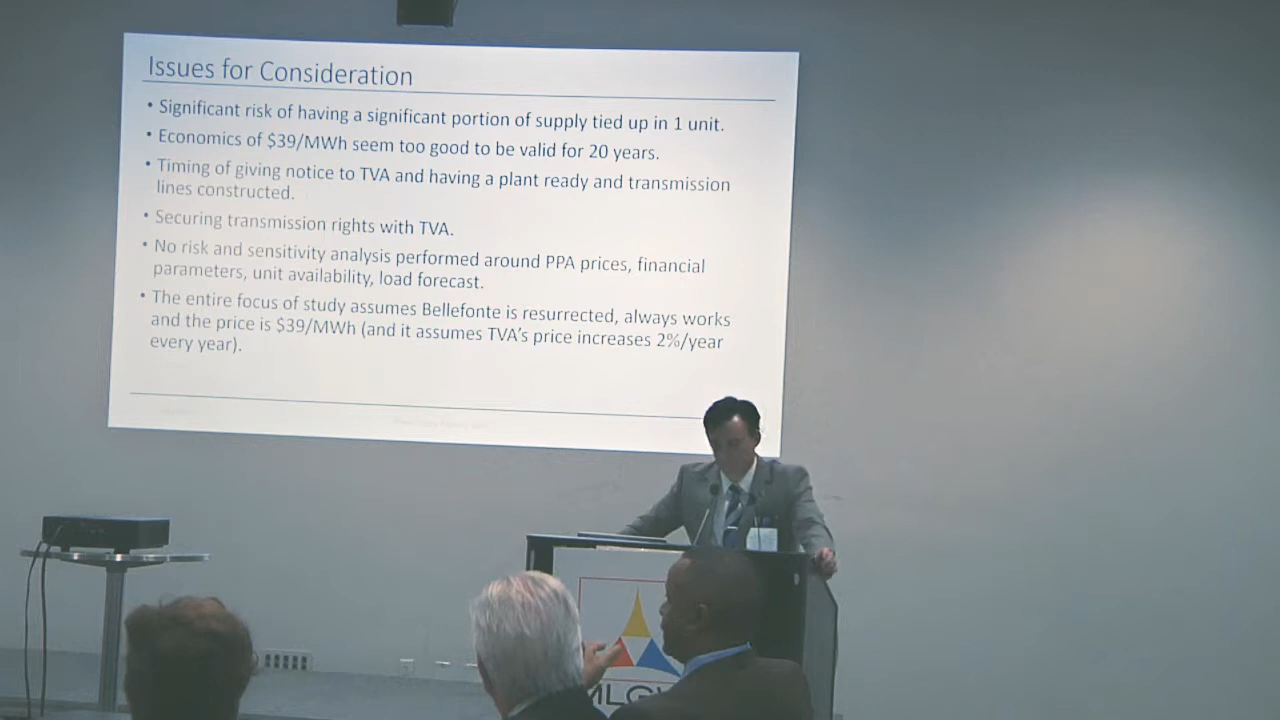 Issues for Consideration
• Significant risk of having a significant portion of supply tied up in 1 unit.
• Economics of $39/MWh seem too good to be valid for 20 years.
• Timing of giving notice to TVA and having a plant ready and transmission
lines constructed.
• Securing transmission rights with TVA.
• No risk and sensitivity analysis performed around PPA prices, financial
parameters, unit availability, load forecast.
• The entire focus of study assumes Bellefonte is resurrected, always works
and the price is $39/MWh (and it assumes TVA's price increases 2%/year
every year).
MLG